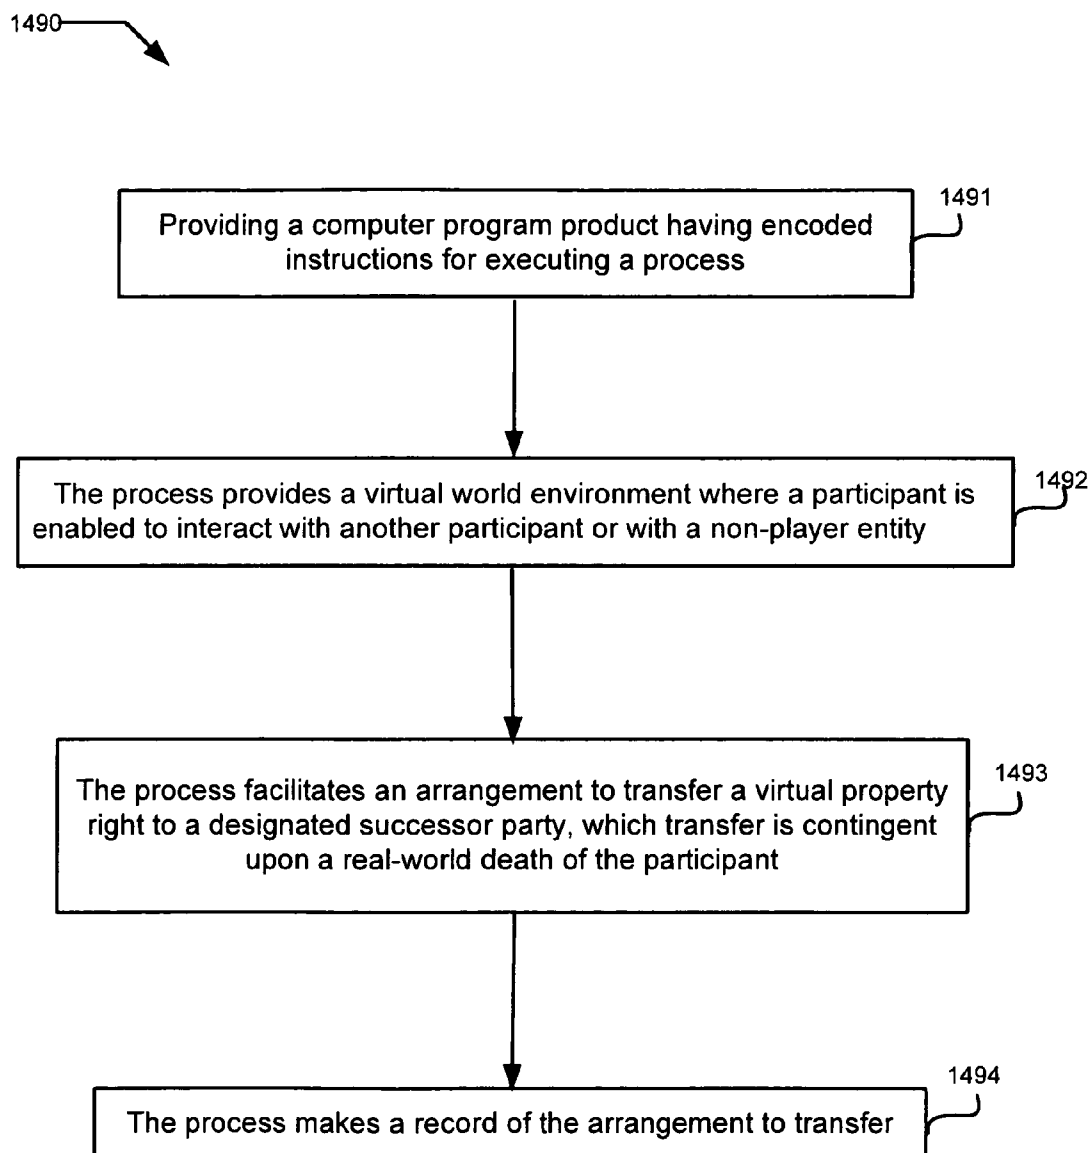 1490
1491
Providing a computer program product having encoded
instructions for executing a process
1492
The process provides a virtual world environment where a participant is
enabled to interact with another participant or with a non-player entity
1493
The process facilitates an arrangement to transfer a virtual property
right to a designated successor party, which transfer is contingent
upon a real-world death of the participant
1494
The process makes a record of the arrangement to transfer